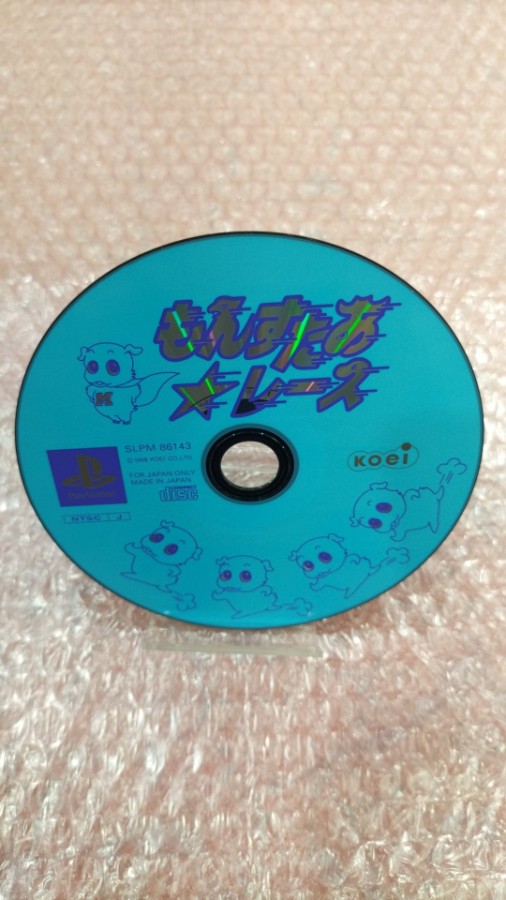 もんすたあ
★レース
K
SLPM 86143
© 1998 KOEI CO., LTD.
KOEI
PlayStation
FOR JAPAN ONLY
MADE IN JAPAN
disc
NTSC J